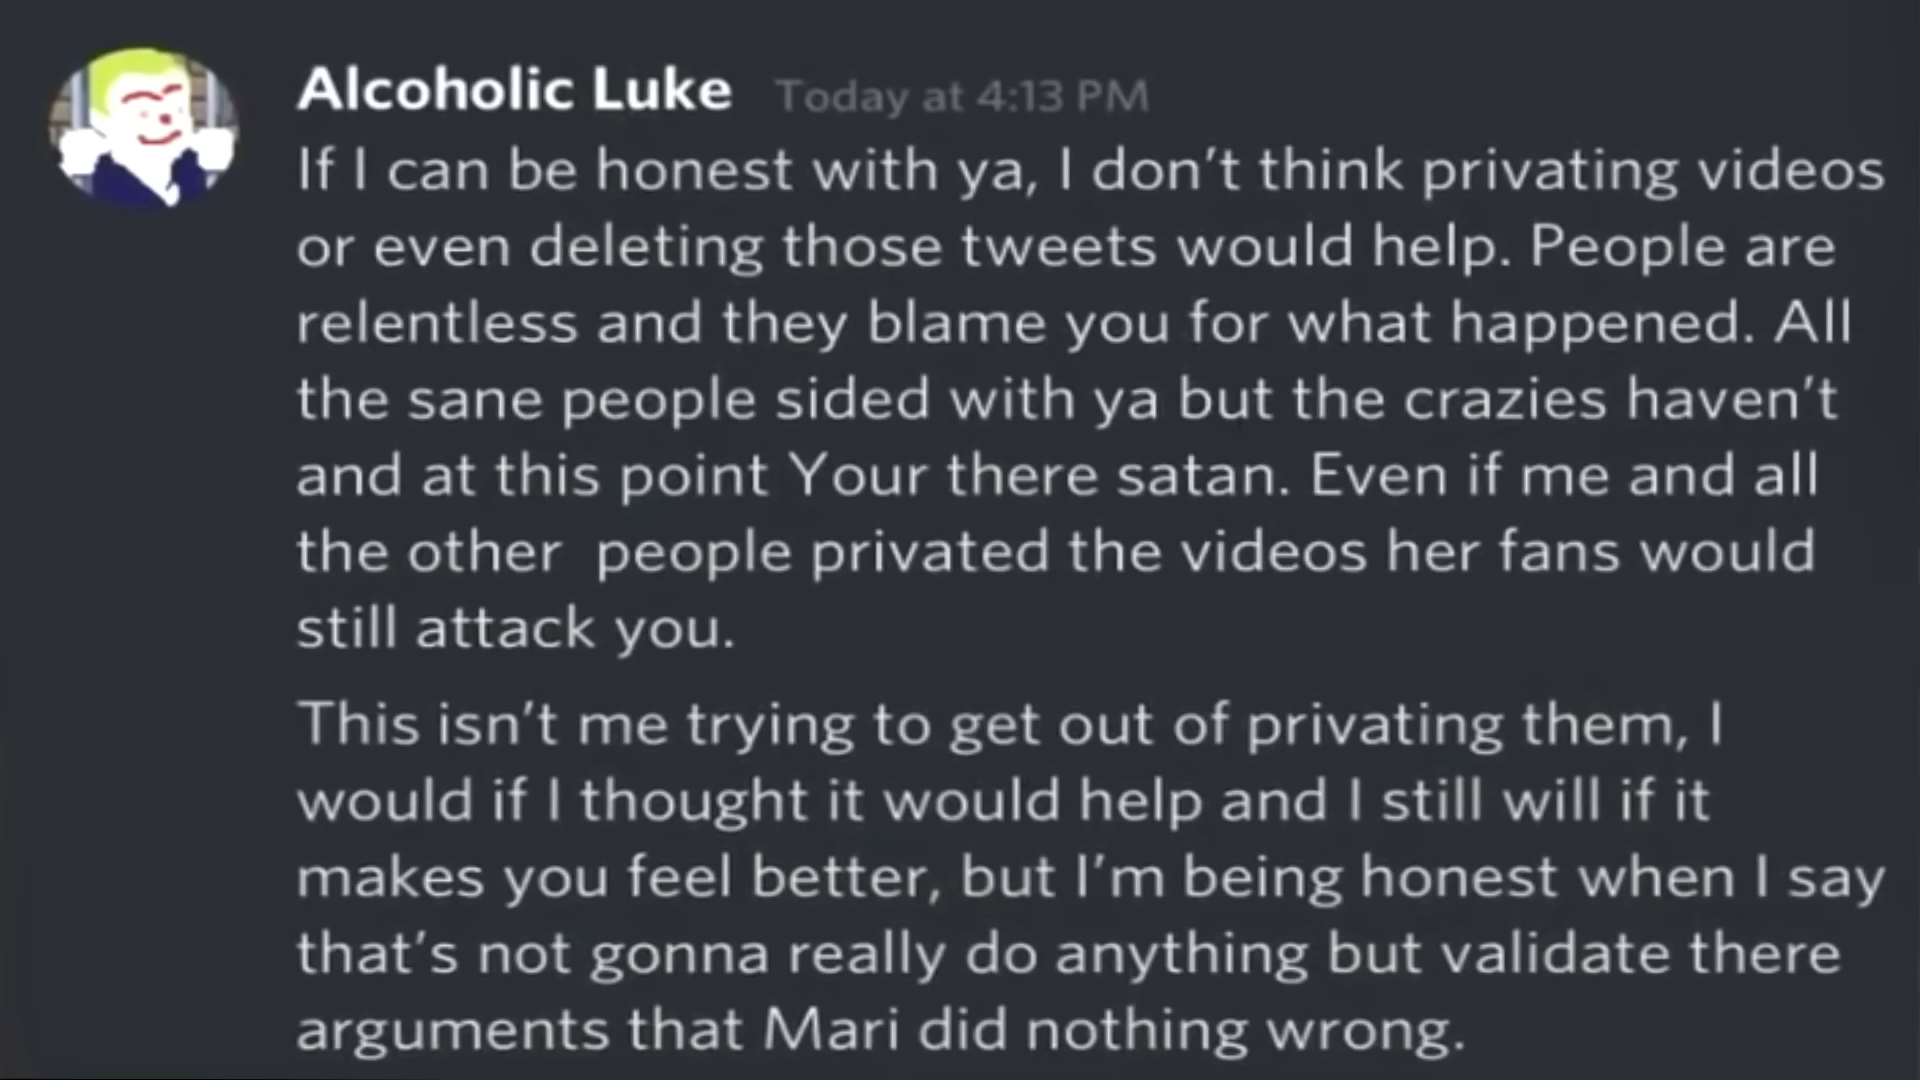 Alcoholic Luke Today at 4:13 PM
If I can be honest with ya, I don't think privating videos
or even deleting those tweets would help. People are
relentless and they blame you for what happened. All
the sane people sided with ya but the crazies haven't
and at this point Your there satan. Even if me and all
the other  people privated the videos her fans would
still attack you.
This isn't me trying to get out of privating them, I
would if I thought it would help and I still will if it
makes you feel better, but I'm being honest when I say
that's not gonna really do anything but validate there
arguments that Mari did nothing wrong.